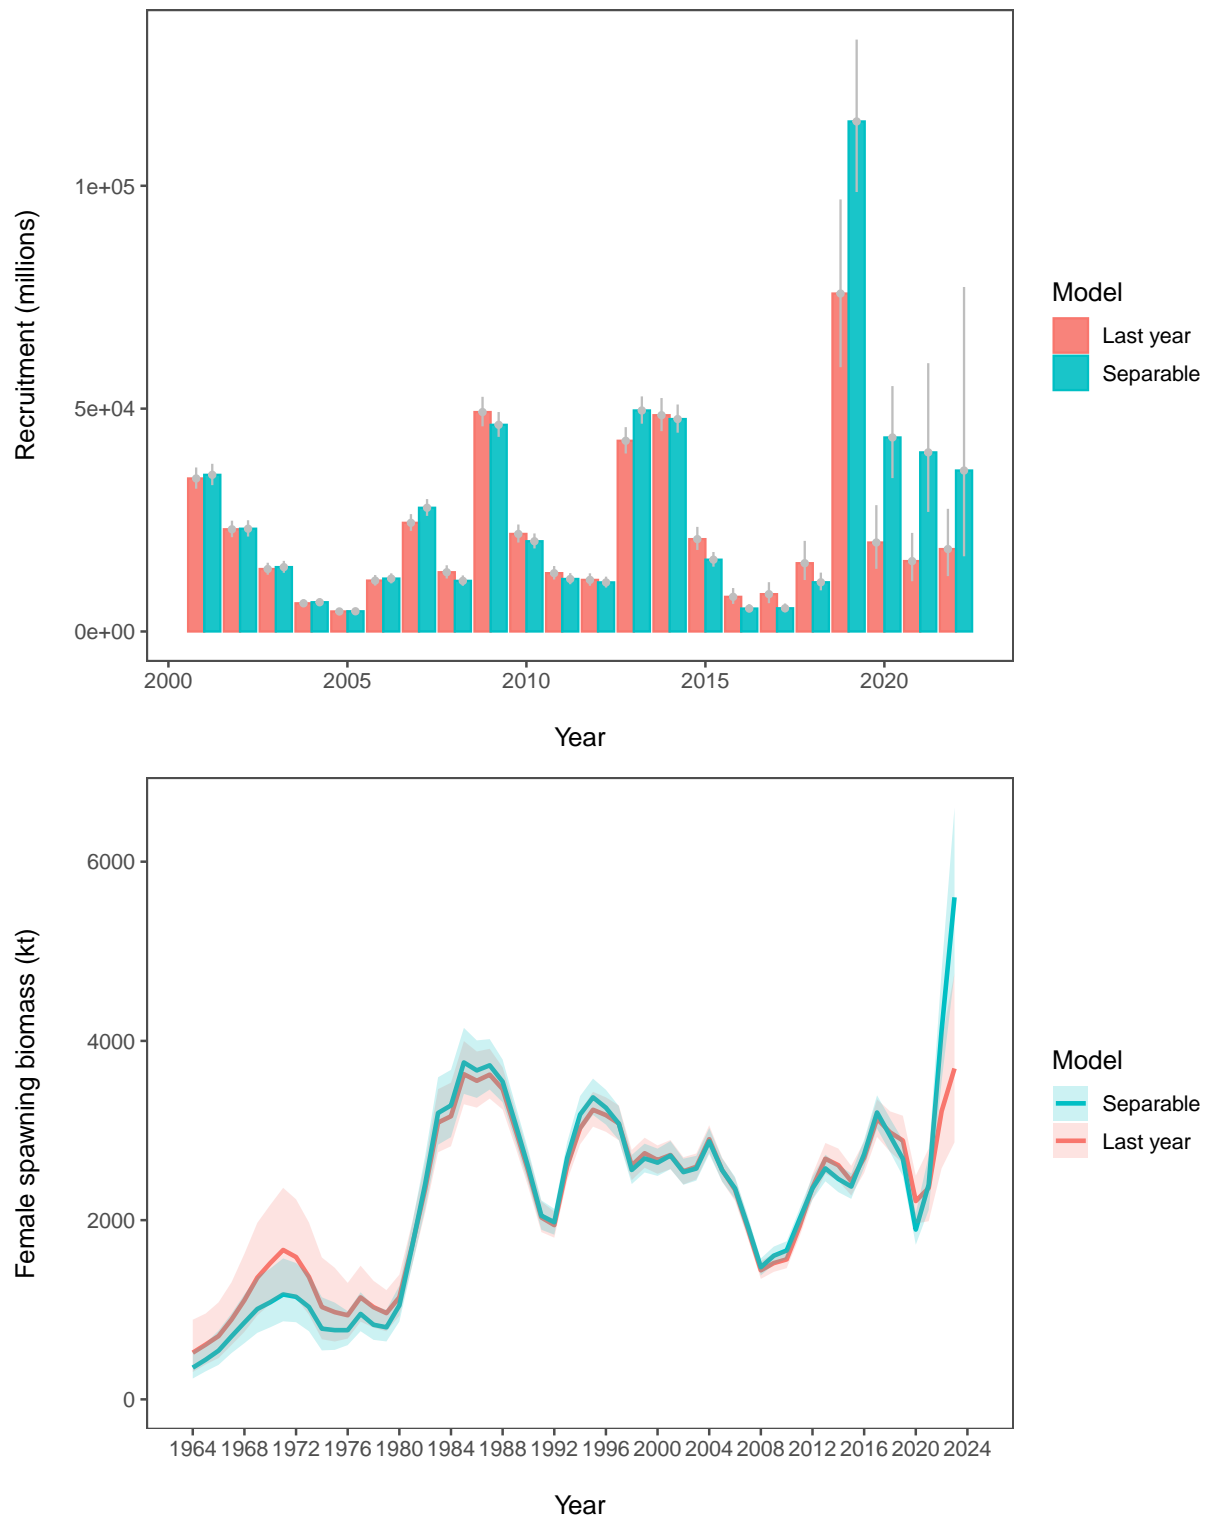 Recruitment (millions)
1e+05
5e+04
0e+00
2000 2005 2010 2015 2020
Year
Model
Last year
Separable
Female spawning biomass (kt)
6000
4000
2000
0
1964 1968 1972 1976 1980 1984 1988 1992 1996 2000 2004 2008 2012 2016 2020 2024
Year
Model
Separable
Last year